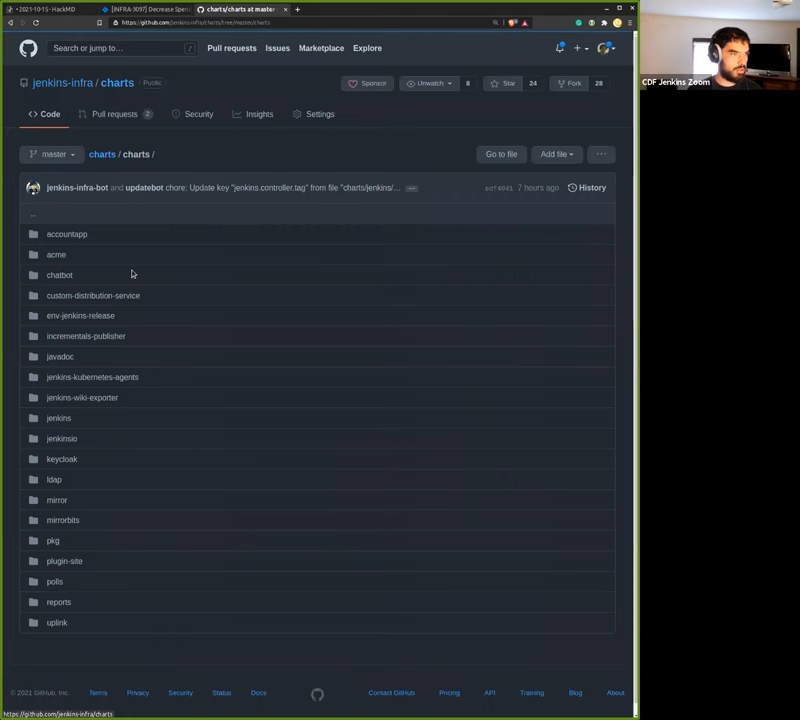 2021-10-15 - HackMD
[INFRA-3097] Decrease Spend
charts/charts at master
https://github.com/jenkins-infra/charts/tree/master/charts
Search or jump to… /
Pull requests Issues Marketplace Explore
CDF Jenkins Zoom
jenkins-infra / charts Public
Sponsor Unwatch 8 Star 24 Fork 28
Code Pull requests 2 Security Insights Settings
master charts / charts / Go to file Add file
jenkins-infra-bot and updatebot chore: Update key "jenkins.controller.tag" from file "charts/jenkins/… 7 hours ago History
..
accountapp
acme
chatbot
custom-distribution-service
env-jenkins-release
incrementals-publisher
javadoc
jenkins-kubernetes-agents
jenkins-wiki-exporter
jenkins
jenkinsio
keycloak
ldap
mirror
mirrorbits
pkg
plugin-site
polls
reports
uplink
© 2021 GitHub, Inc. Terms Privacy Security Status Docs Contact GitHub Pricing API Training Blog About
https://github.com/jenkins-infra/charts